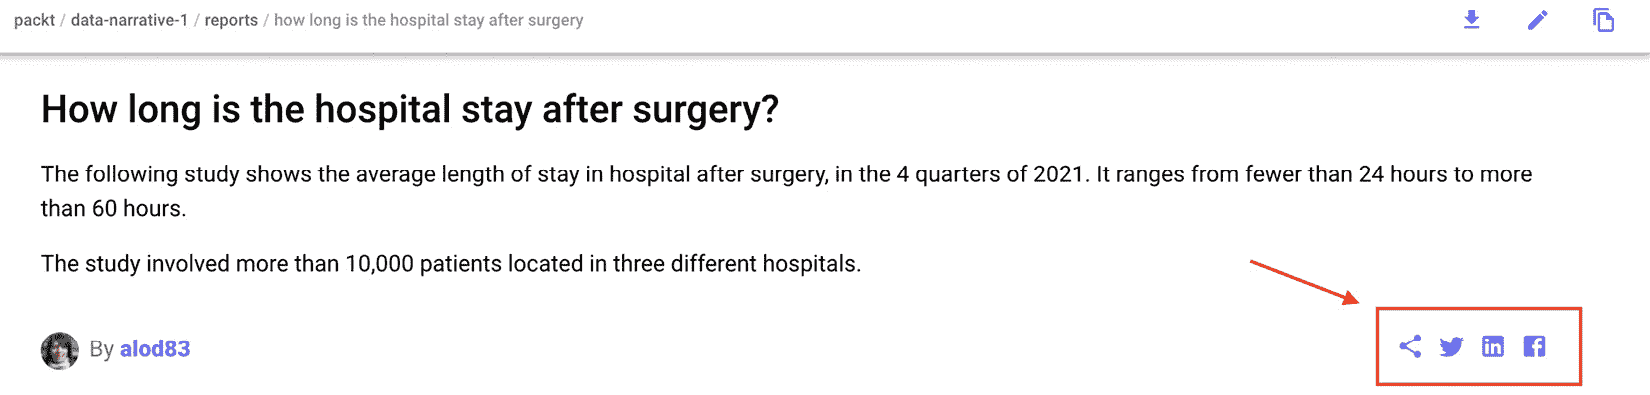 packt / data-narrative-1 / reports / how long is the hospital stay after surgery
How long is the hospital stay after surgery?
The following study shows the average length of stay in hospital after surgery, in the 4 quarters of 2021. It ranges from fewer than 24 hours to more
than 60 hours.
The study involved more than 10,000 patients located in three different hospitals.
By alod83